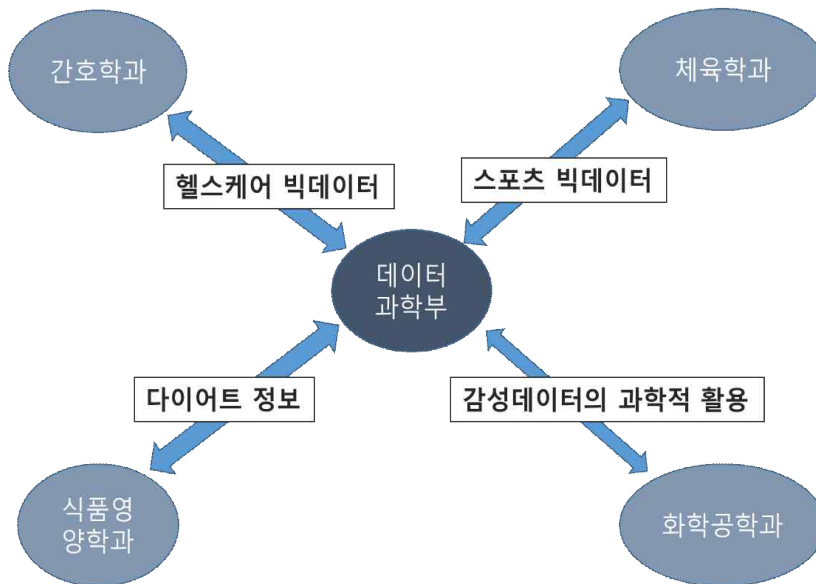 간호학과
체육학과
헬스케어 빅데이터
스포츠 빅데이터
데이터
과학부
다이어트 정보
감성데이터의 과학적 활용
식품영
양학과
화학공학과